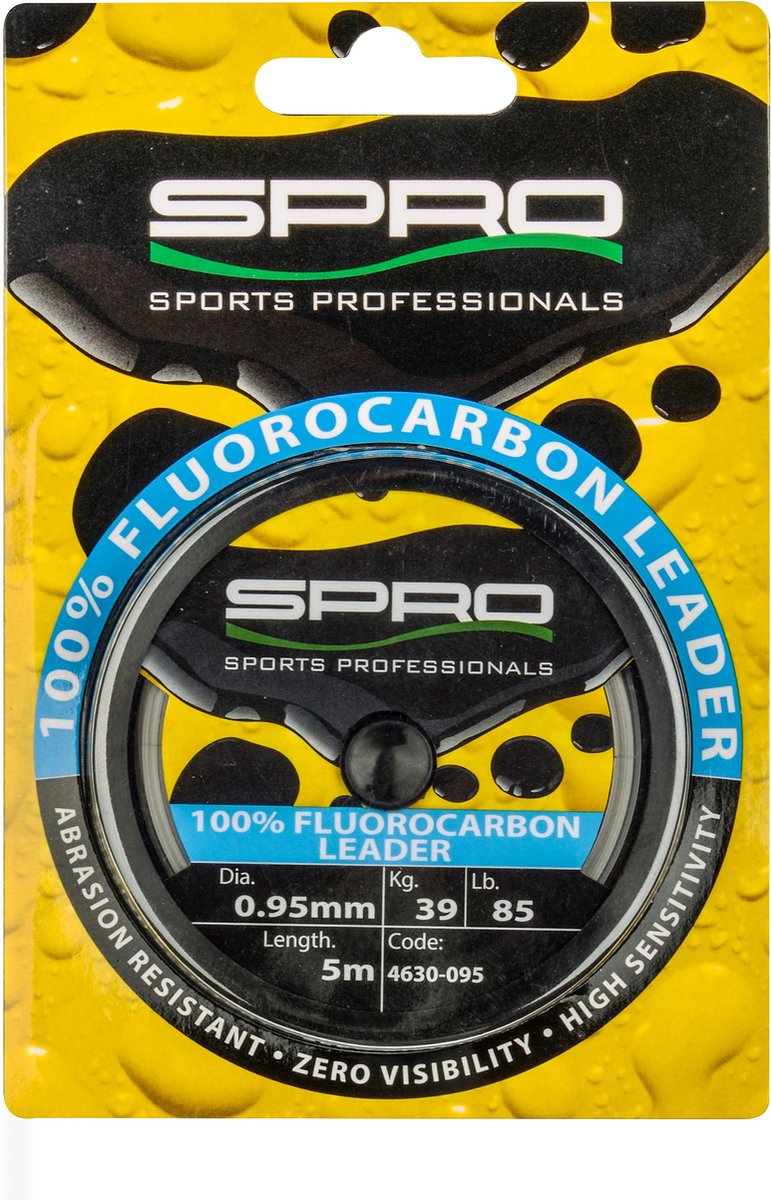 SPRO
SPORTS PROFESSIONALS
100% FLUOROCARBON LEADER
SPRO
SPORTS PROFESSIONALS
100% FLUOROCARBON
LEADER
Dia. Kg. Lb.
0.95mm 39 85
Length. Code:
5m 4630-095
ABRASION RESISTANT • ZERO VISIBILITY • HIGH SENSITIVITY